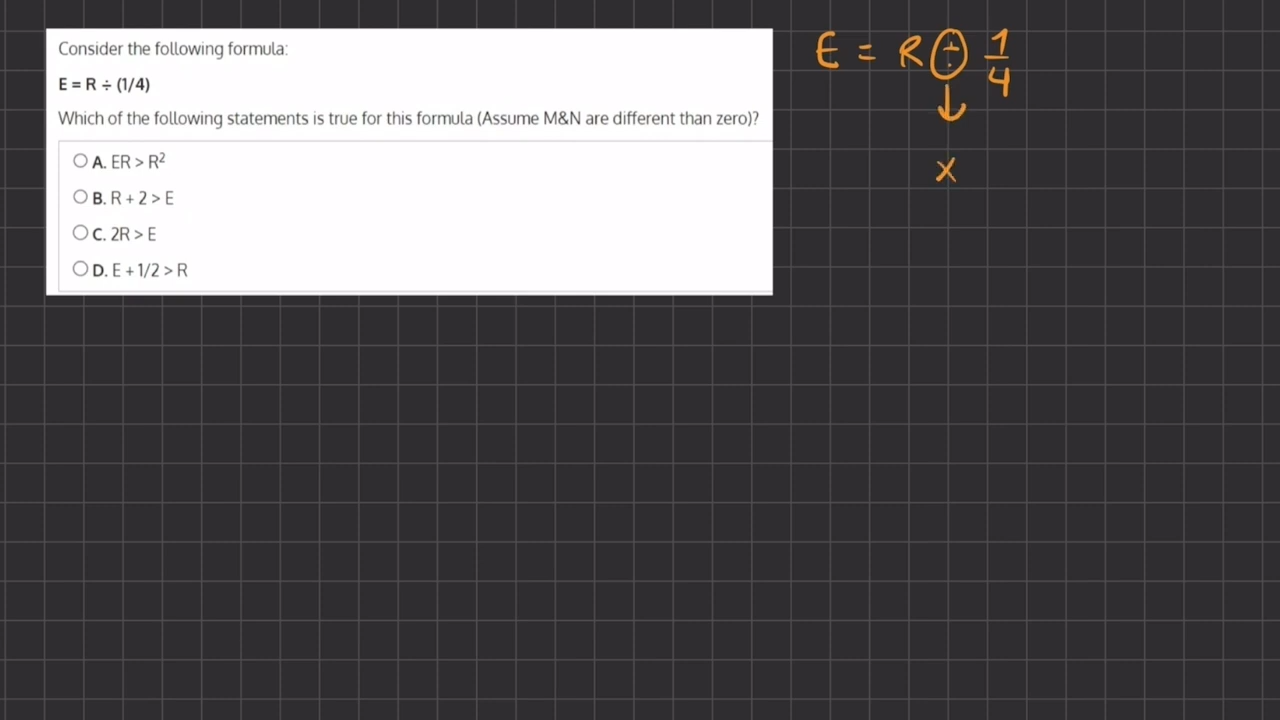 Consider the following formula:
E = R ÷ (1/4)
Which of the following statements is true for this formula (Assume M&N are different than zero)?
A. ER > R²
B. R + 2 > E
C. 2R > E
D. E + 1/2 > R
E = R ÷ 1/4
↓
x